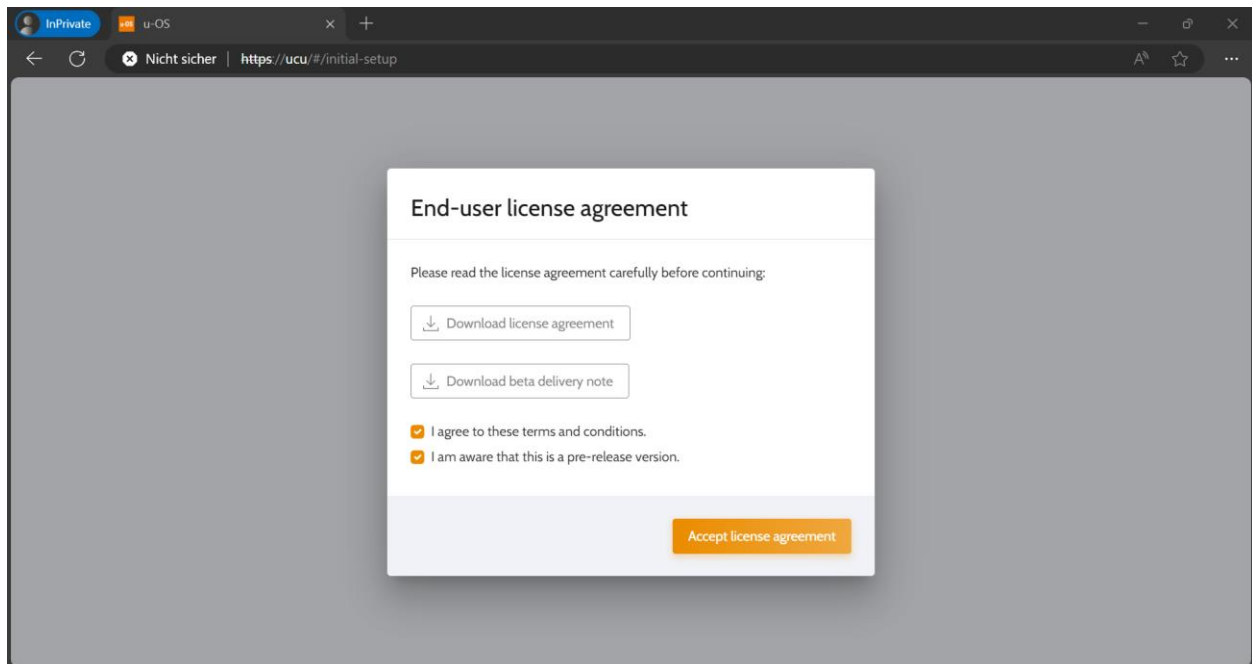 InPrivate
u-OS
u-OS
Nicht sicher
https://ucu/#/initial-setup
End-user license agreement
Please read the license agreement carefully before continuing:
Download license agreement
Download beta delivery note
I agree to these terms and conditions.
I am aware that this is a pre-release version.
Accept license agreement